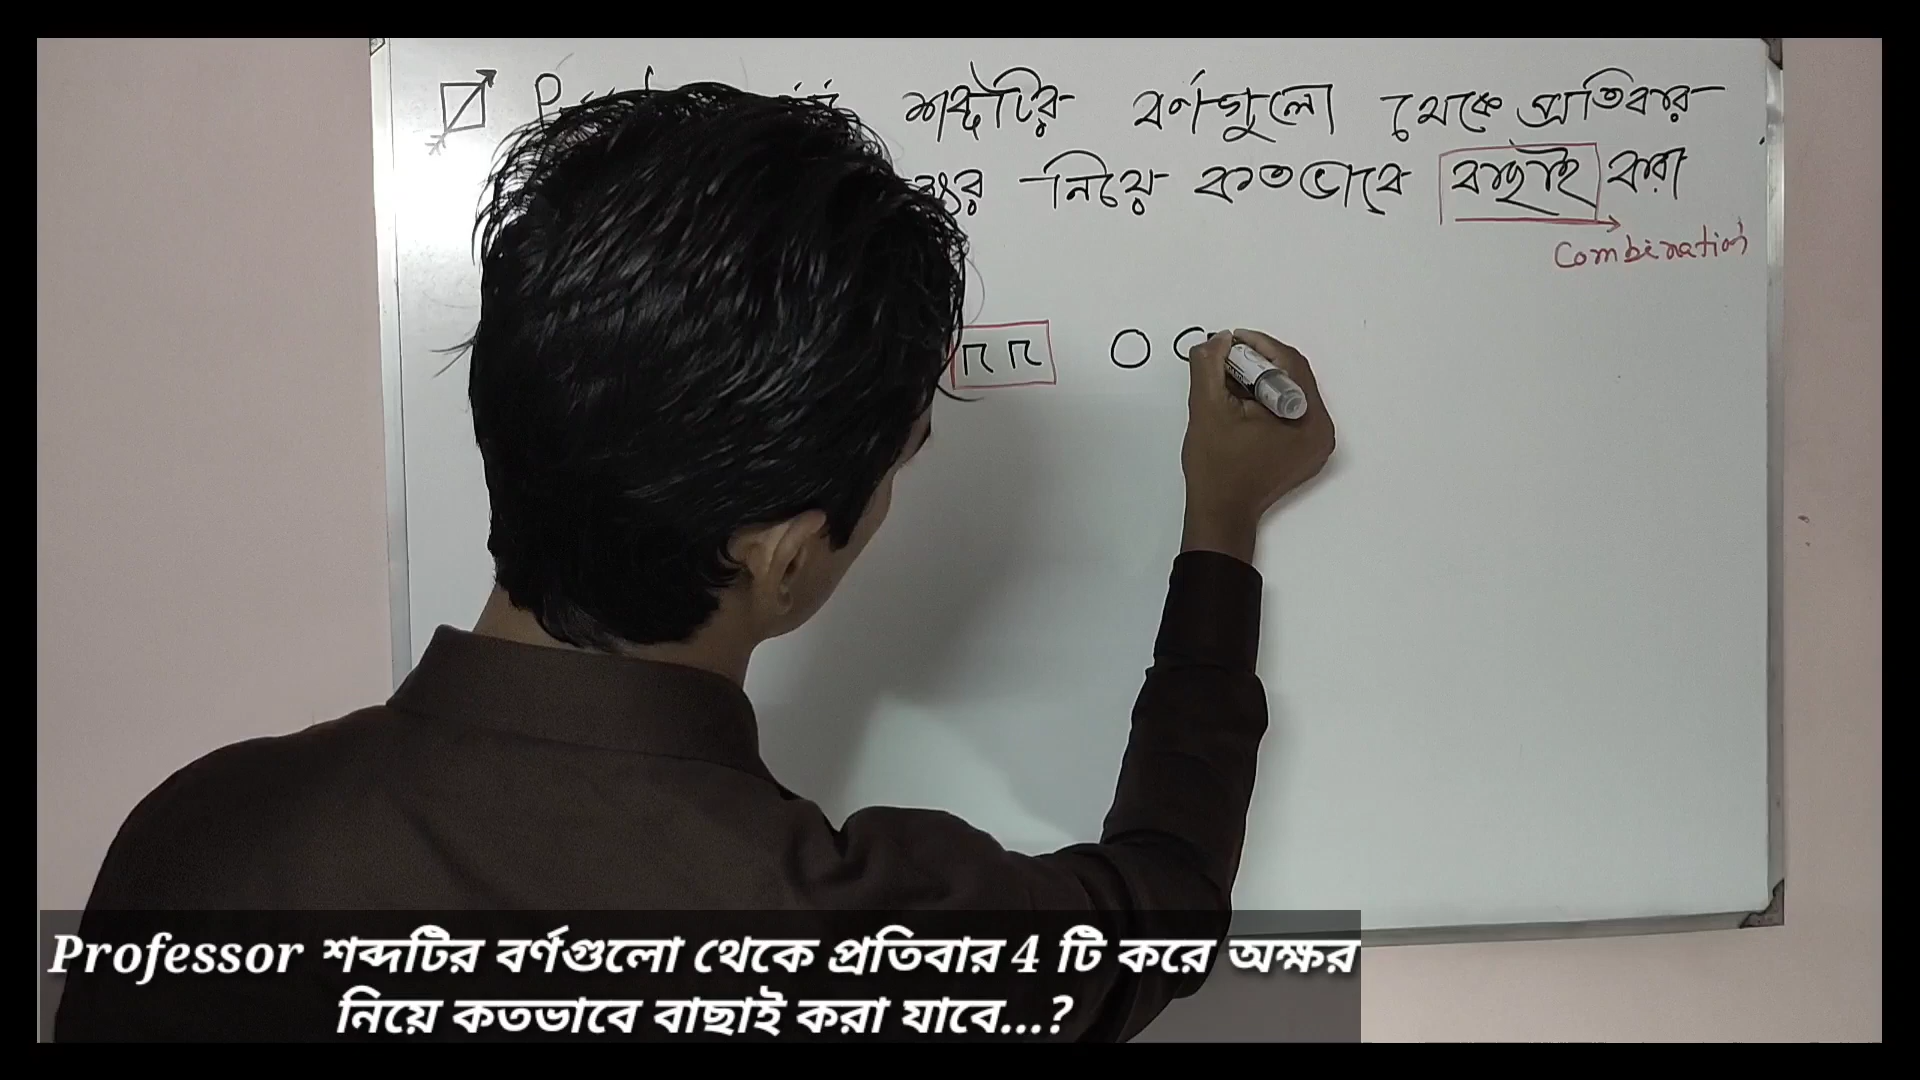 শব্দটির বর্ণগুলো থেকে প্রতিবার
নিয়ে কতভাবে বাছাই করা
Combination
r r O
Professor শব্দটির বর্ণগুলো থেকে প্রতিবার 4 টি করে অক্ষর
নিয়ে কতভাবে বাছাই করা যাবে...?